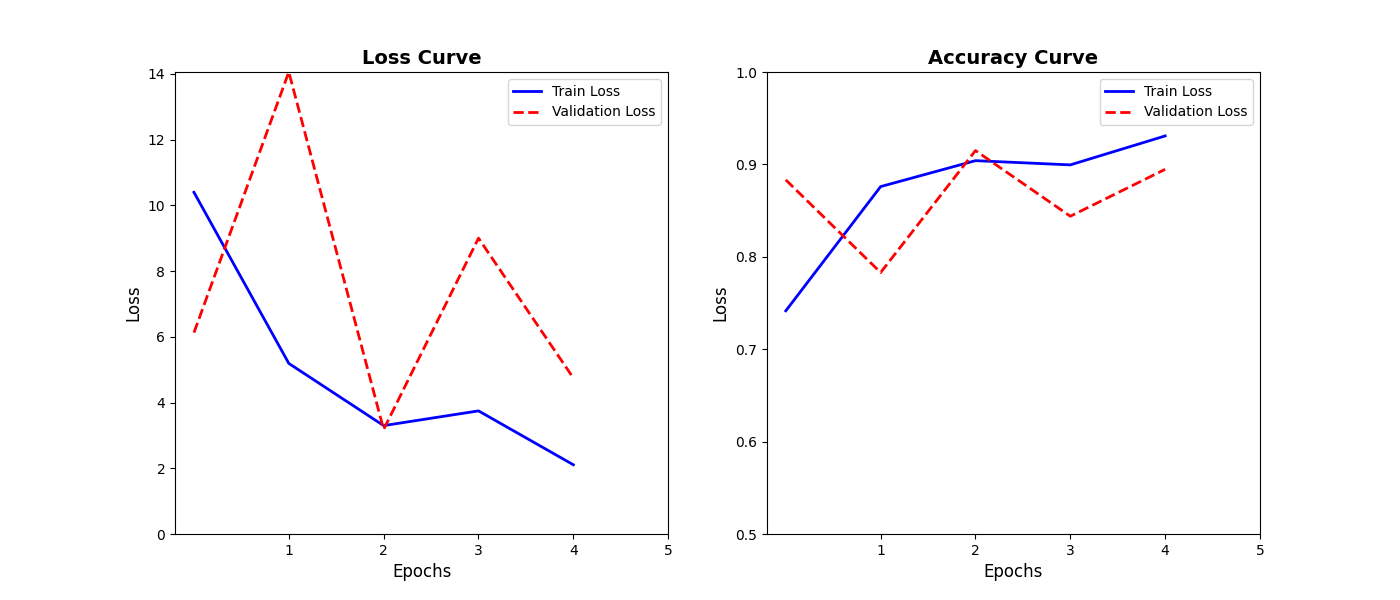 Loss Curve
Train Loss
Validation Loss
14
12
10
8
6
4
2
0
Loss
1 2 3 4 5
Epochs
Accuracy Curve
Train Loss
Validation Loss
1.0
0.9
0.8
0.7
0.6
0.5
Loss
1 2 3 4 5
Epochs